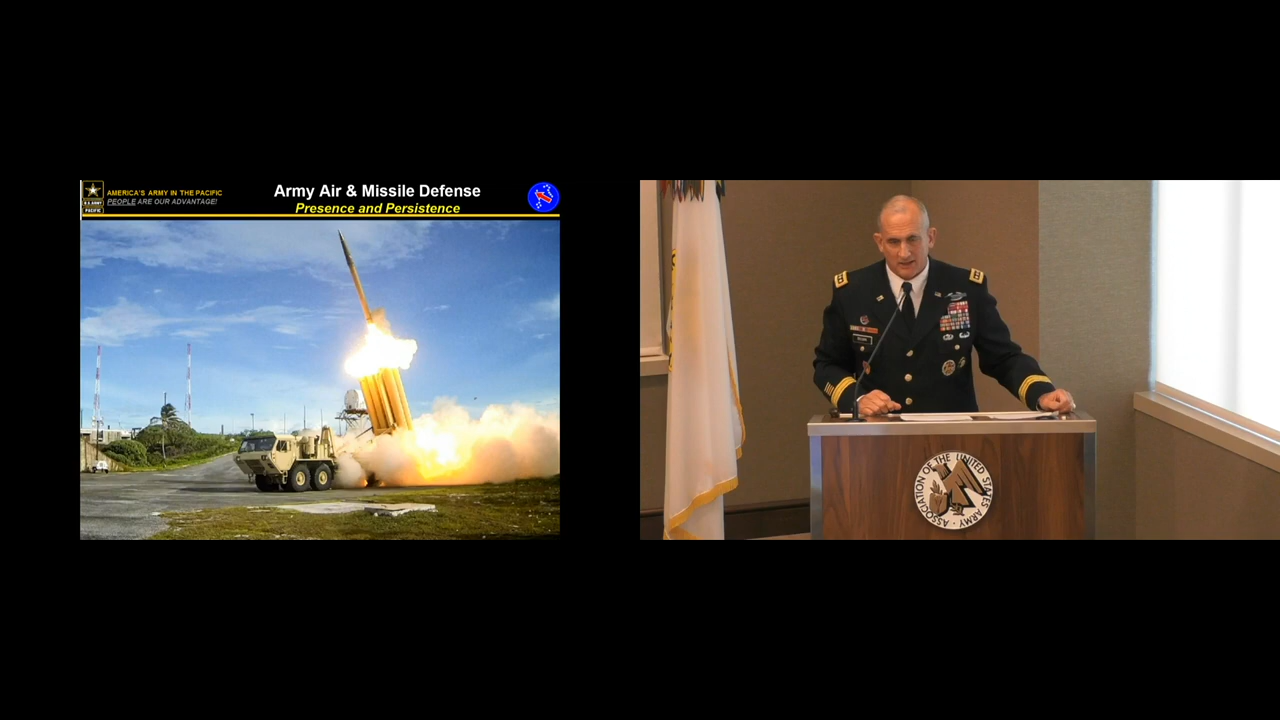 AMERICA'S ARMY IN THE PACIFIC
PEOPLE ARE OUR ADVANTAGE!
U.S. ARMY
PACIFIC
Army Air & Missile Defense
Presence and Persistence
ASSOCIATION OF THE UNITED STATES ARMY